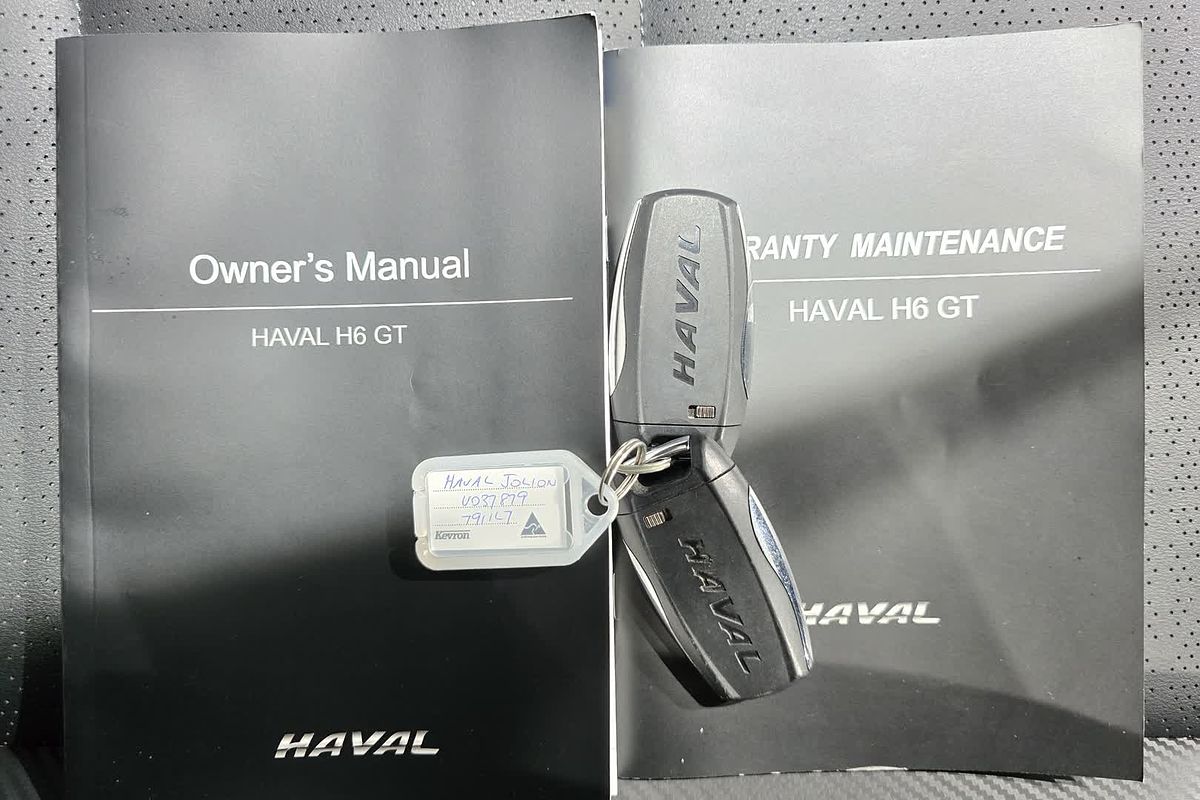 Owner's Manual
HAVAL H6 GT
HAVAL
RANTY MAINTENANCE
HAVAL H6 GT
HAVAL
HAVAL
HAVAL
HAVAL JOLION
U037879
Kevron